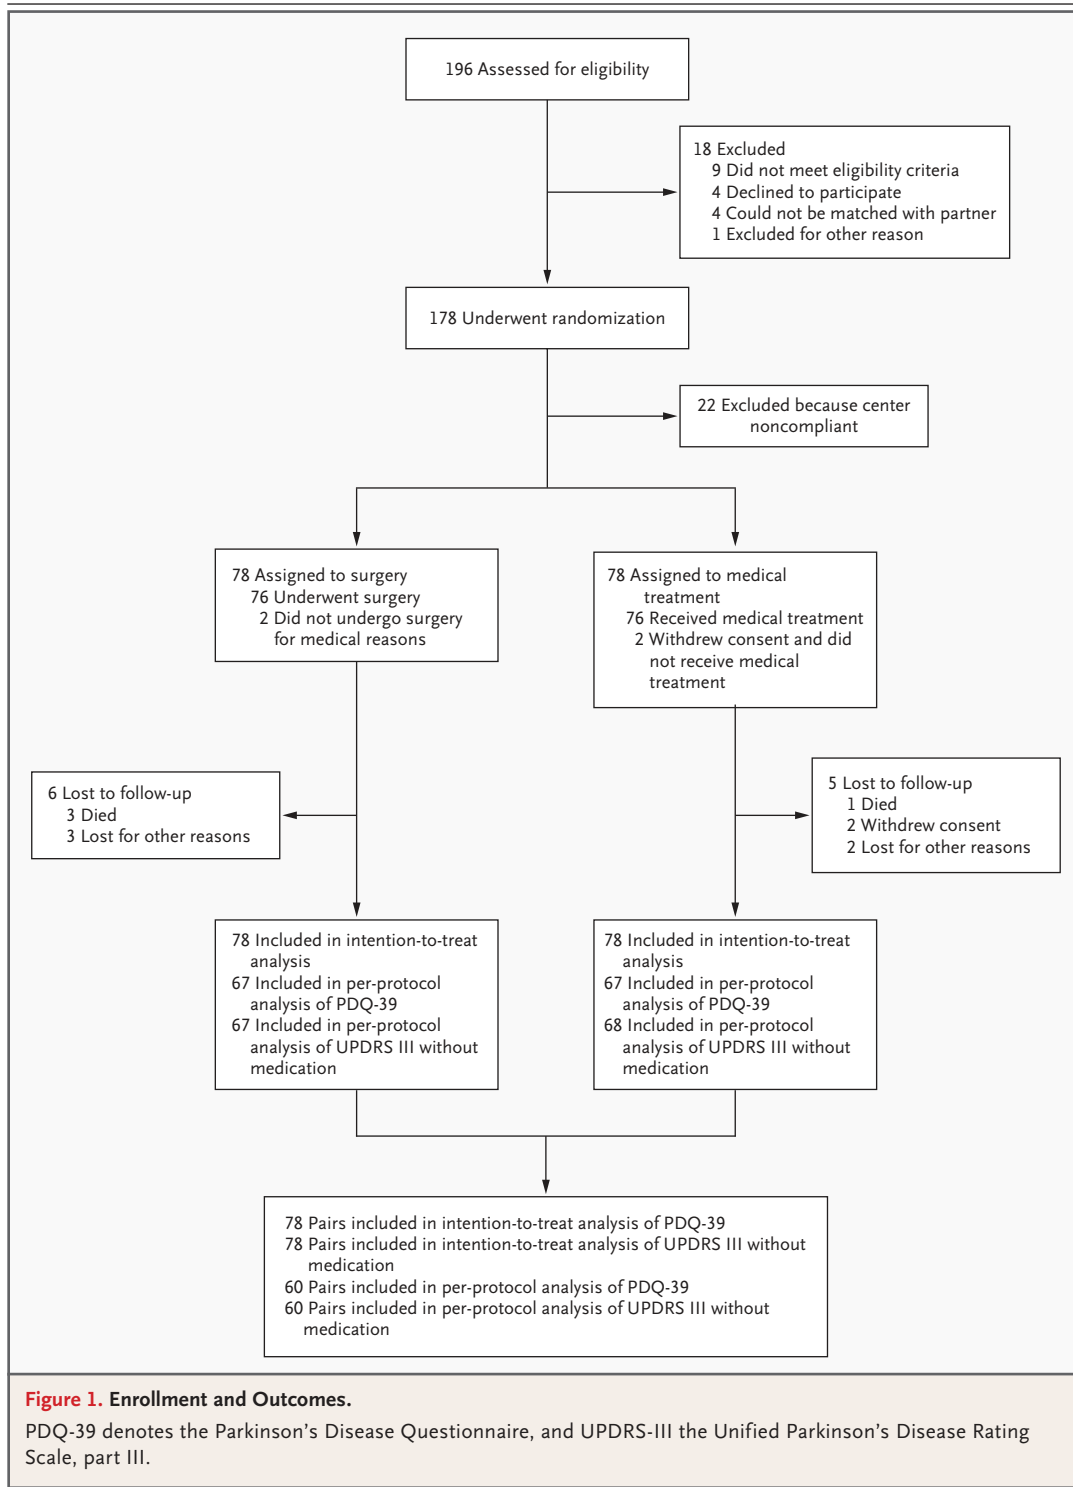 196 Assessed for eligibility
18 Excluded
9 Did not meet eligibility criteria
4 Declined to participate
4 Could not be matched with partner
1 Excluded for other reason
178 Underwent randomization
22 Excluded because center
noncompliant
78 Assigned to surgery
76 Underwent surgery
2 Did not undergo surgery
for medical reasons
78 Assigned to medical
treatment
76 Received medical treatment
2 Withdrew consent and did
not receive medical
treatment
6 Lost to follow-up
3 Died
3 Lost for other reasons
5 Lost to follow-up
1 Died
2 Withdrew consent
2 Lost for other reasons
78 Included in intention-to-treat
analysis
67 Included in per-protocol
analysis of PDQ-39
67 Included in per-protocol
analysis of UPDRS III without
medication
78 Included in intention-to-treat
analysis
67 Included in per-protocol
analysis of PDQ-39
68 Included in per-protocol
analysis of UPDRS III without
medication
78 Pairs included in intention-to-treat analysis of PDQ-39
78 Pairs included in intention-to-treat analysis of UPDRS III without
medication
60 Pairs included in per-protocol analysis of PDQ-39
60 Pairs included in per-protocol analysis of UPDRS III without
medication
Figure 1. Enrollment and Outcomes.
PDQ-39 denotes the Parkinson's Disease Questionnaire, and UPDRS-III the Unified Parkinson's Disease Rating
Scale, part III.